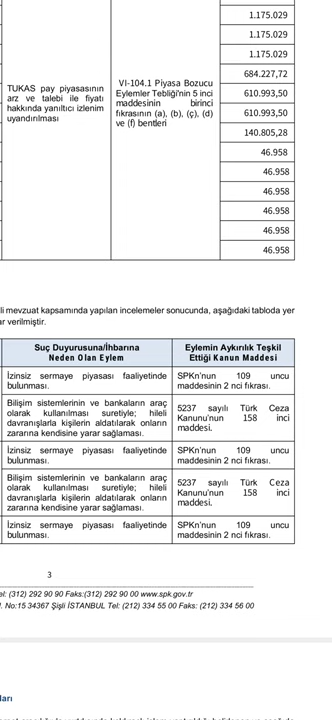 1.175.029
1.175.029
1.175.029
684.227,72
610.993,50
610.993,50
140.805,28
46.958
46.958
46.958
46.958
46.958
46.958
TUKAS pay piyasasının
arz ve talebi ile fiyatı
hakkında yanıltıcı izlenim
uyandırılması
VI-104.1 Piyasa Bozucu
Eylemler Tebliği'nin 5 inci
maddesinin birinci
fıkrasının (a), (b), (ç), (d)
ve (f) bentleri
li mevzuat kapsamında yapılan incelemeler sonucunda, aşağıdaki tabloda yer
ar verilmiştir.
Suç Duyurusuna/İhbarına
Neden Olan Eylem
Eylemin Aykırılık Teşkil
Ettiği Kanun Maddesi
İzinsiz sermaye piyasası faaliyetinde
bulunması.
SPKn'nun 109 uncu
maddesinin 2 nci fıkrası.
Bilişim sistemlerinin ve bankaların araç
olarak kullanılması suretiyle; hileli
davranışlarla kişilerin aldatılarak onların
zararına kendisine yarar sağlaması.
5237 sayılı Türk Ceza
Kanunu'nun 158 inci
maddesi.
İzinsiz sermaye piyasası faaliyetinde
bulunması.
SPKn'nun 109 uncu
maddesinin 2 nci fıkrası.
Bilişim sistemlerinin ve bankaların araç
olarak kullanılması suretiyle; hileli
davranışlarla kişilerin aldatılarak onların
zararına kendisine yarar sağlaması.
5237 sayılı Türk Ceza
Kanunu'nun 158 inci
maddesi.
İzinsiz sermaye piyasası faaliyetinde
bulunması.
SPKn'nun 109 uncu
maddesinin 2 nci fıkrası.
3
el: (312) 292 90 90 Faks:(312) 292 90 00 www.spk.gov.tr
l. No:15 34367 Şişli İSTANBUL Tel: (212) 334 55 00 Faks: (212) 334 56 00
ları